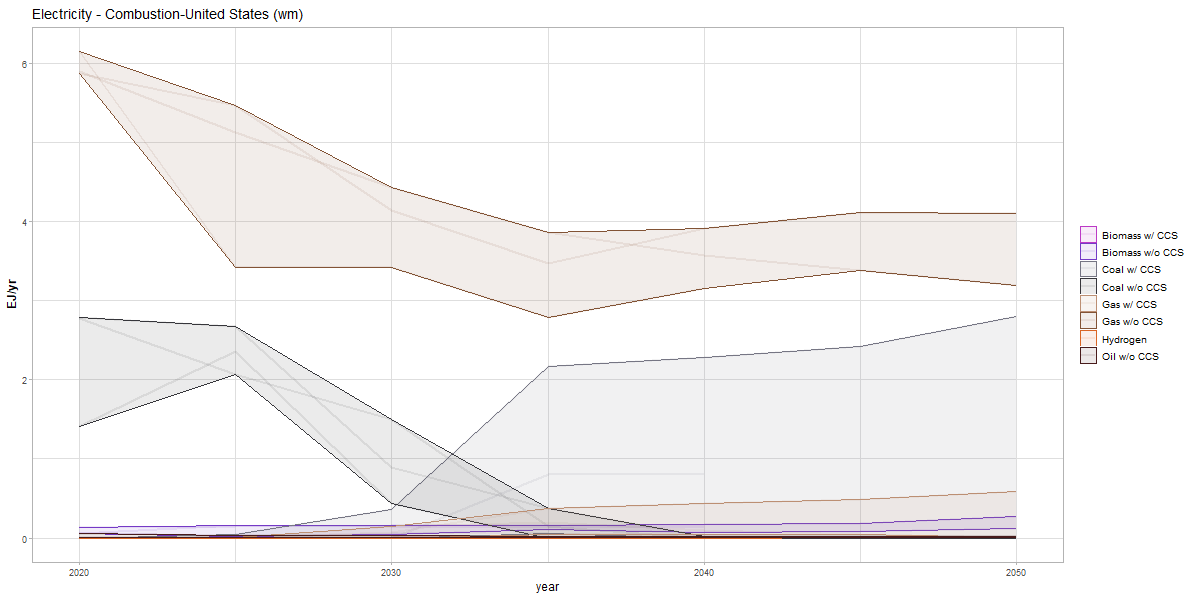 Electricity - Combustion-United States (wm)
EJ/yr
6
4
2
0
2020
2030
2040
2050
year
Biomass w/ CCS
Biomass w/o CCS
Coal w/ CCS
Coal w/o CCS
Gas w/ CCS
Gas w/o CCS
Hydrogen
Oil w/o CCS